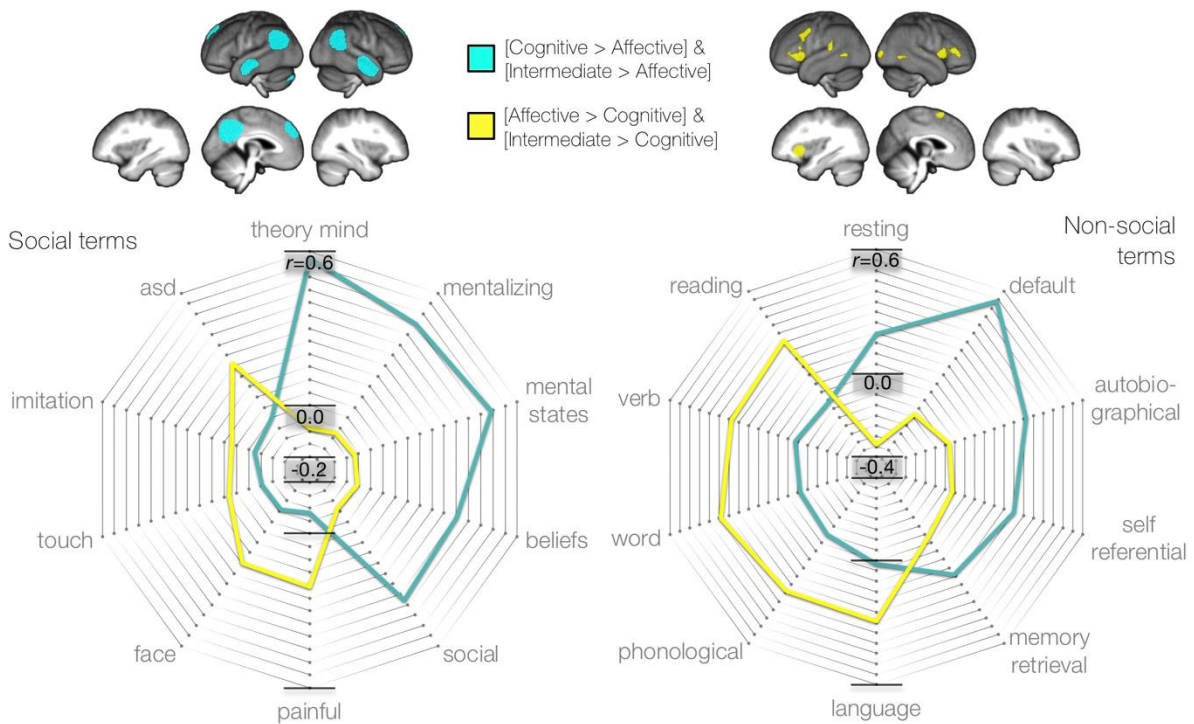 [Cognitive > Affective] &
[Intermediate > Affective]
[Affective > Cognitive] &
[Intermediate > Cognitive]
Social terms
theory mind
r=0.6
asd
mentalizing
imitation
0.0
mental
states
-0.2
touch
beliefs
face
social
painful
Non-social
terms
resting
r=0.6
reading
default
0.0
verb
autobio-
graphical
-0.4
word
self
referential
phonological
memory
retrieval
language